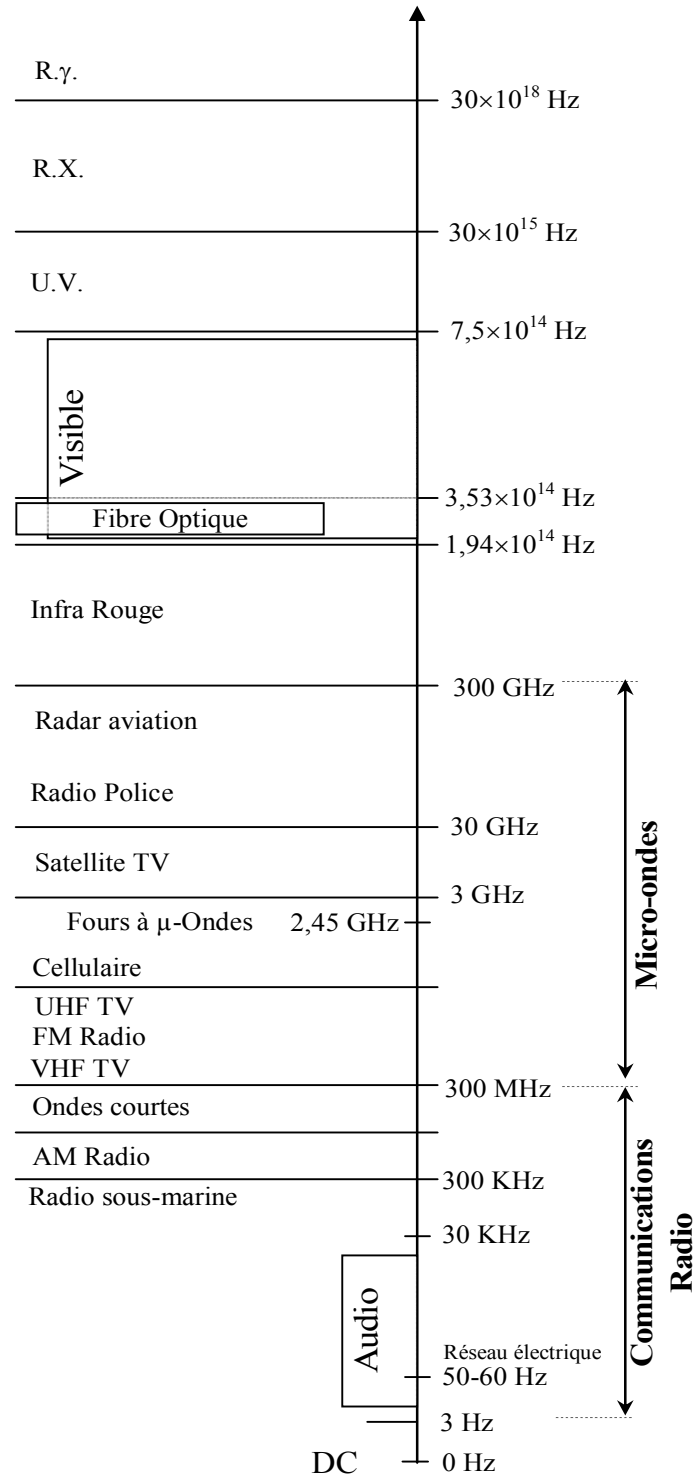 R.γ.
30×10¹⁸ Hz
R.X.
30×10¹⁵ Hz
U.V.
7,5×10¹⁴ Hz
Visible
3,53×10¹⁴ Hz
Fibre Optique
1,94×10¹⁴ Hz
Infra Rouge
300 GHz
Radar aviation
Radio Police
30 GHz
Satellite TV
3 GHz
Fours à µ-Ondes 2,45 GHz
Micro-ondes
Cellulaire
UHF TV
FM Radio
VHF TV
300 MHz
Ondes courtes
AM Radio
300 KHz
Radio sous-marine
30 KHz
Communications
Radio
Audio
Réseau électrique
50-60 Hz
3 Hz
DC 0 Hz